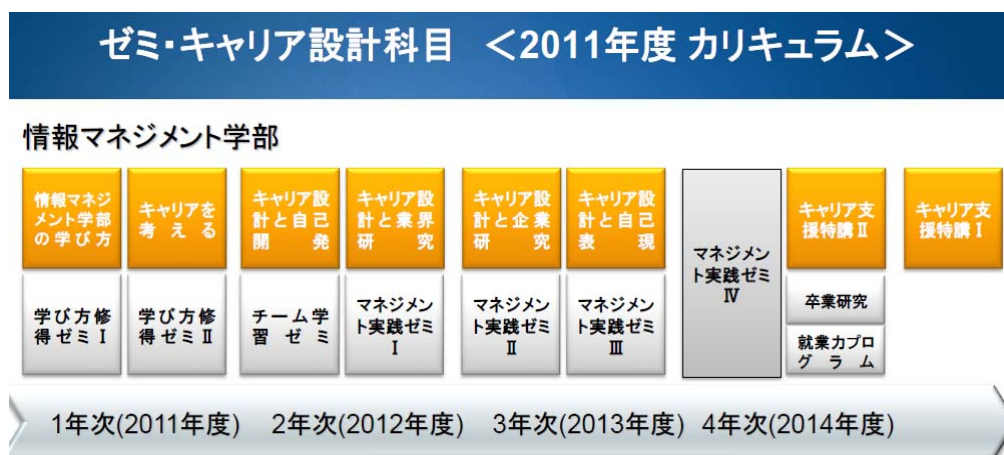 ゼミ・キャリア設計科目 ＜2011年度 カリキュラム＞
情報マネジメント学部
情報マネジ
メント学部
の学び方
キャリアを
考える
キャリア設
計と自己
開発
キャリア設
計と業界
研究
キャリア設
計と企業
研究
キャリア設
計と自己
表現
マネジメン
ト実践ゼミ
Ⅳ
キャリア支
援特講Ⅱ
キャリア支
援特講Ⅰ
学び方修
得ゼミⅠ
学び方修
得ゼミⅡ
チーム学
習ゼミ
マネジメン
ト実践ゼミ
Ⅰ
マネジメン
ト実践ゼミ
Ⅱ
マネジメン
ト実践ゼミ
Ⅲ
卒業研究
就業力プロ
グラム
1年次(2011年度) 2年次(2012年度) 3年次(2013年度) 4年次(2014年度)